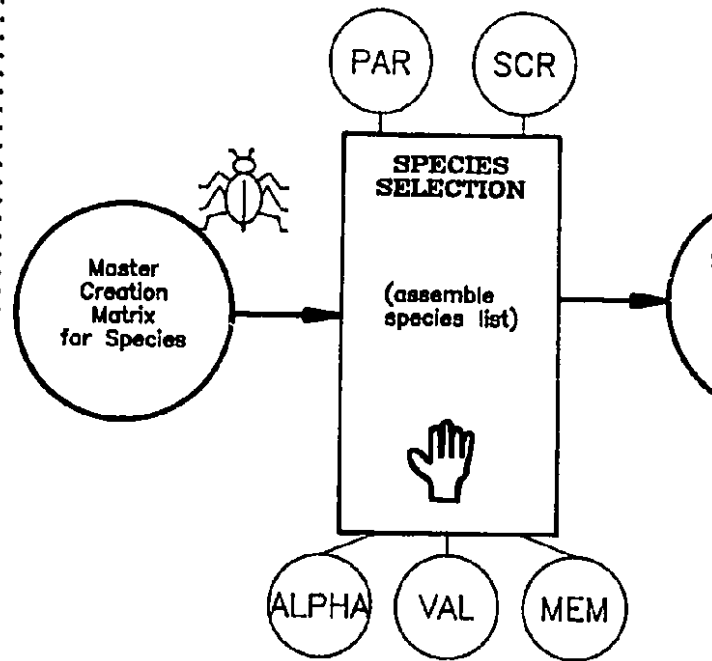 PAR
SCR
SPECIES
SELECTION
Master
Creation
Matrix
for Species
(assemble
species list)
ALPHA
VAL
MEM